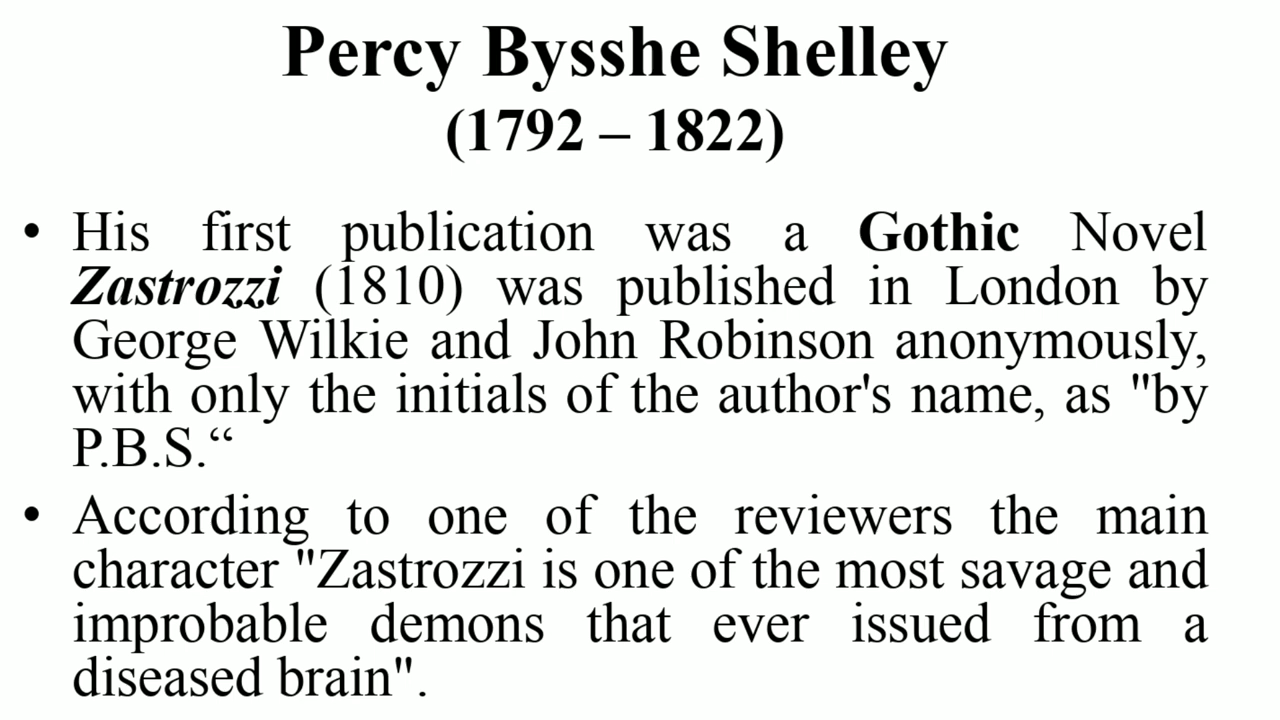 Percy Bysshe Shelley
(1792 – 1822)
• His first publication was a Gothic Novel
Zastrozzi (1810) was published in London by
George Wilkie and John Robinson anonymously,
with only the initials of the author's name, as "by
P.B.S.“
• According to one of the reviewers the main
character "Zastrozzi is one of the most savage and
improbable demons that ever issued from a
diseased brain".